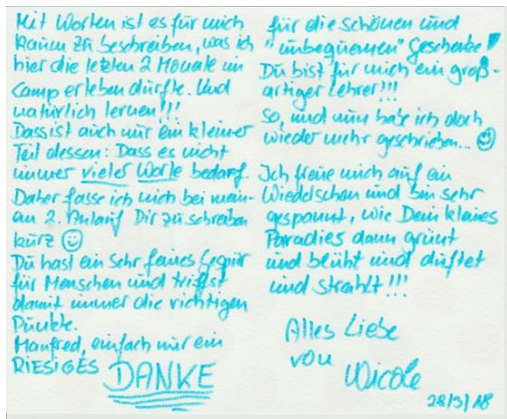 Mit Worten ist es für mich
kaum zu beschreiben, was ich
hier die letzten 2 Monate im
Camp erleben durfte. Und
natürlich lernen!!!
Dass ist auch nur ein kleiner
Teil dessen: Dass es nicht
immer vieler Worte bedarf.
Daher fasse ich mich bei mein-
em 2. Anlauf Dir zu schreiben
kurz ☺
Du hast ein sehr feines Gespür
für Menschen und triffst
damit immer die richtigen
Punkte.
Manfred, einfach nur ein
RIESIGES DANKE
für die schönen und
"unbequemen" Geschenke!
Du bist für mich ein groß-
artiger Lehrer!!!
So, und nun hab ich doch
wieder mehr geschrieben... ☺
Ich freue mich auf ein
Wiedersehen und bin sehr
gespannt, wie Dein kleines
Paradies dann grünt
und blüht und duftet
und strahlt!!!
Alles Liebe
von
Nicole
28/3/18